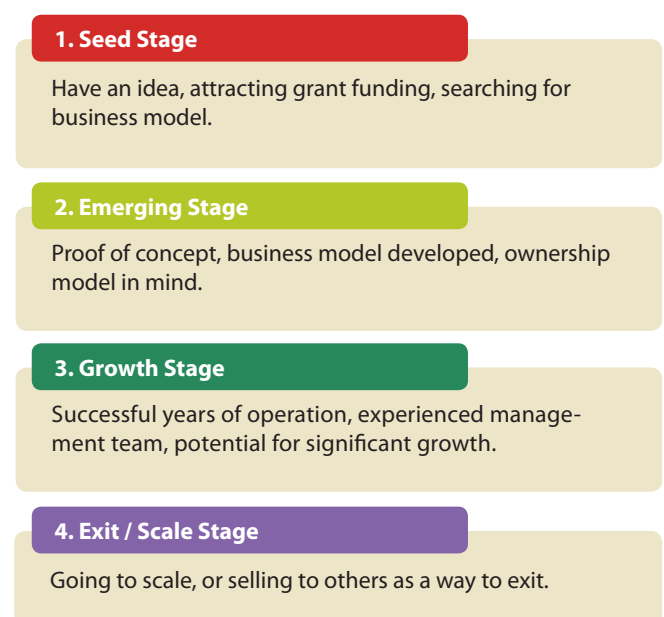 1. Seed Stage
Have an idea, attracting grant funding, searching for
business model.
2. Emerging Stage
Proof of concept, business model developed, ownership
model in mind.
3. Growth Stage
Successful years of operation, experienced manage-
ment team, potential for significant growth.
4. Exit / Scale Stage
Going to scale, or selling to others as a way to exit.